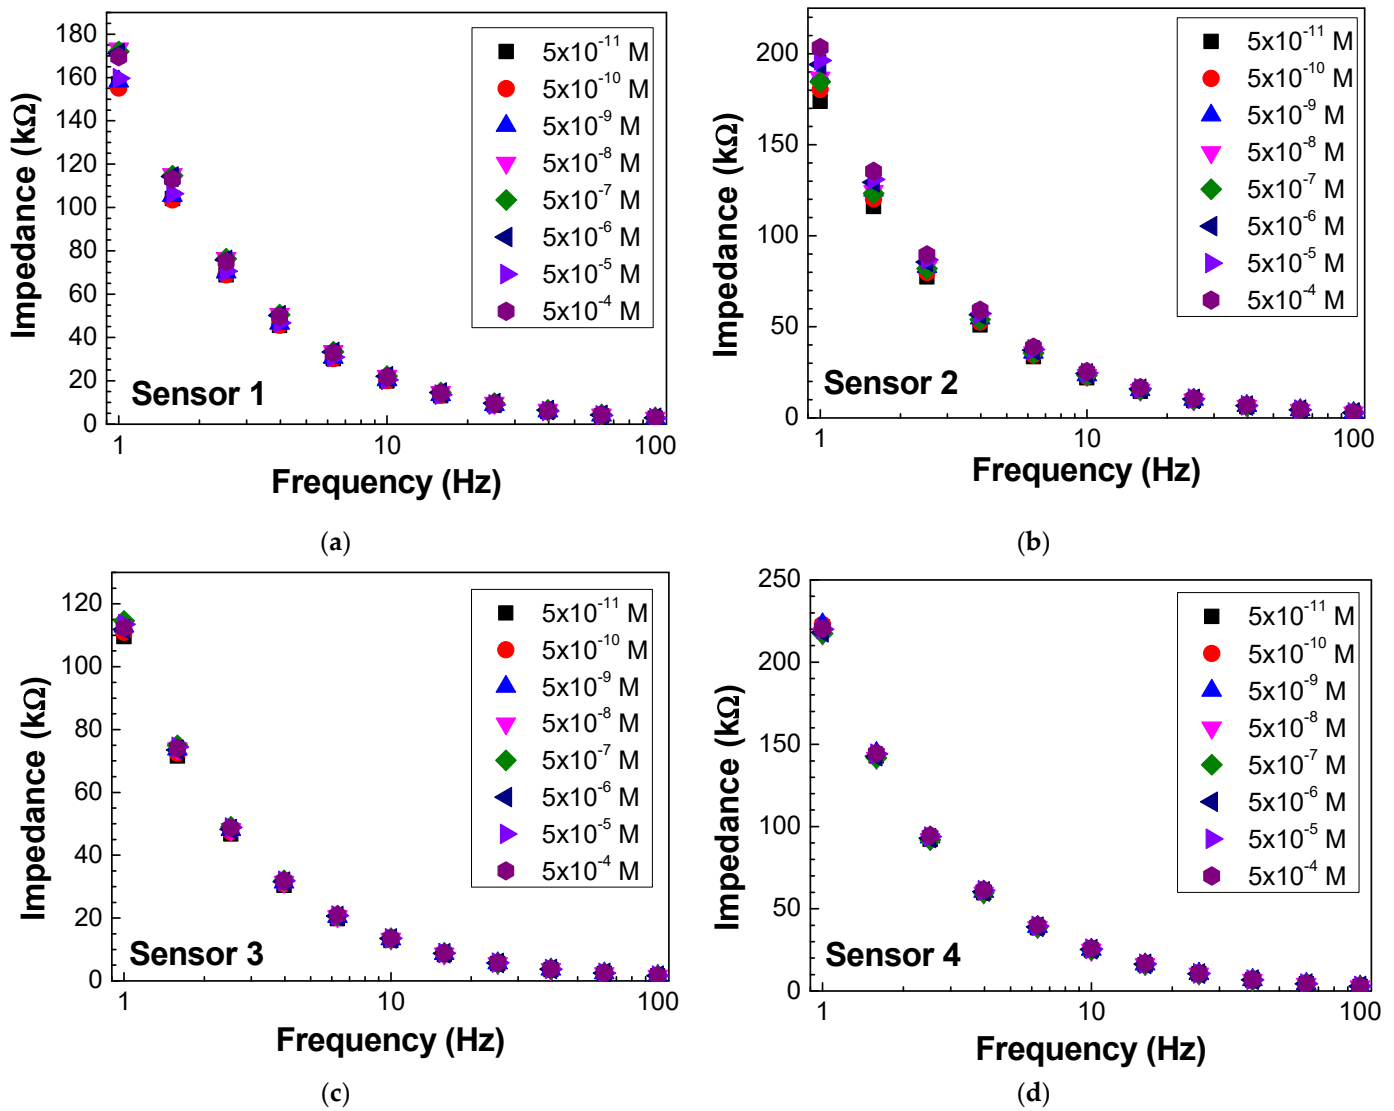 Impedance (kΩ)
180
160
140
120
100
80
60
40
20
0
5x10⁻¹¹ M
5x10⁻¹⁰ M
5x10⁻⁹ M
5x10⁻⁸ M
5x10⁻⁷ M
5x10⁻⁶ M
5x10⁻⁵ M
5x10⁻⁴ M
Sensor 1
1 10 100
Frequency (Hz)
(a)
Impedance (kΩ)
200
150
100
50
0
5x10⁻¹¹ M
5x10⁻¹⁰ M
5x10⁻⁹ M
5x10⁻⁸ M
5x10⁻⁷ M
5x10⁻⁶ M
5x10⁻⁵ M
5x10⁻⁴ M
Sensor 2
1 10 100
Frequency (Hz)
(b)
Impedance (kΩ)
120
100
80
60
40
20
0
5x10⁻¹¹ M
5x10⁻¹⁰ M
5x10⁻⁹ M
5x10⁻⁸ M
5x10⁻⁷ M
5x10⁻⁶ M
5x10⁻⁵ M
5x10⁻⁴ M
Sensor 3
1 10 100
Frequency (Hz)
(c)
Impedance (kΩ)
250
200
150
100
50
0
5x10⁻¹¹ M
5x10⁻¹⁰ M
5x10⁻⁹ M
5x10⁻⁸ M
5x10⁻⁷ M
5x10⁻⁶ M
5x10⁻⁵ M
5x10⁻⁴ M
Sensor 4
1 10 100
Frequency (Hz)
(d)